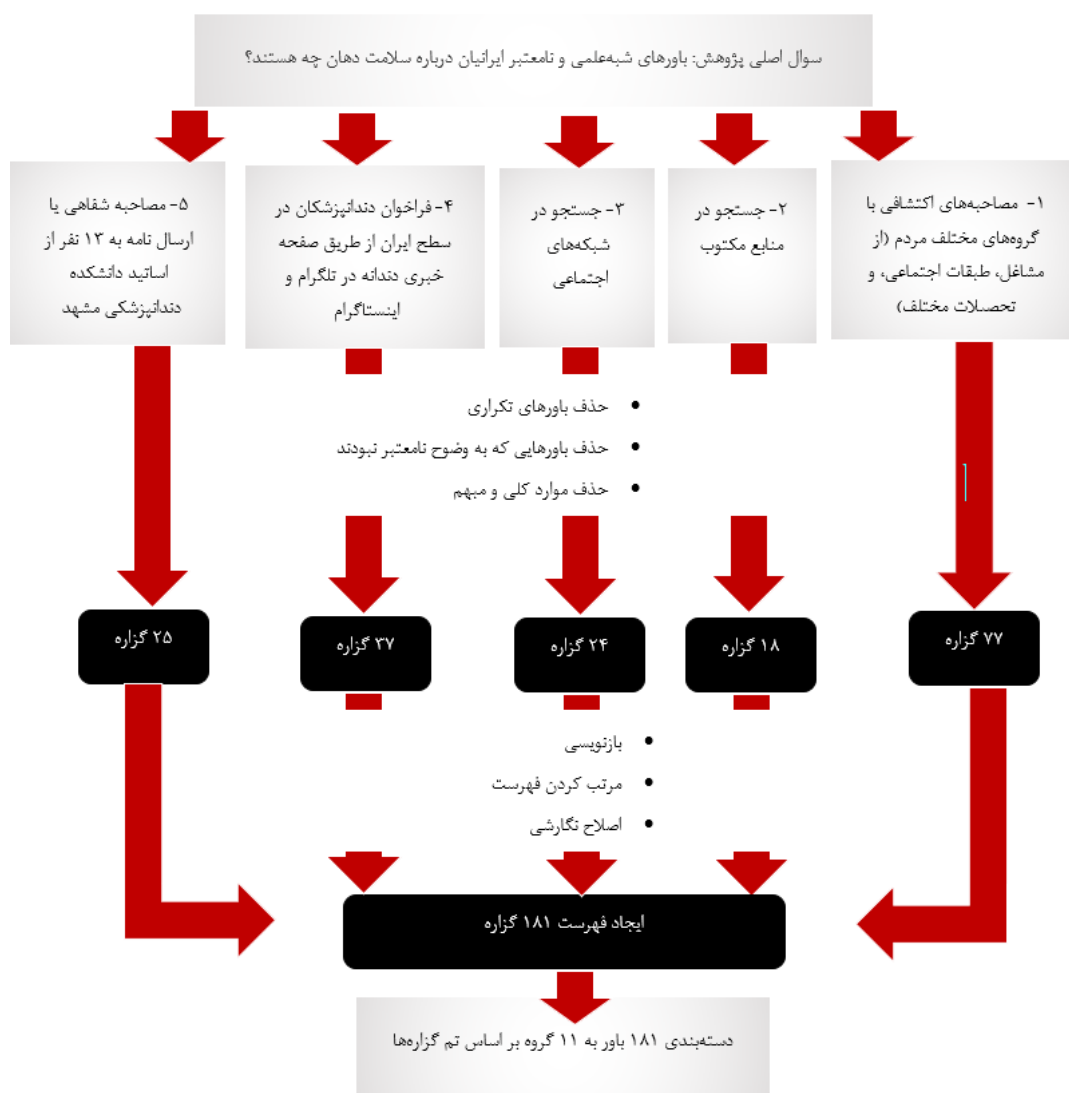 سوال اصلی پژوهش: باورهای شبه‌علمی و نامعتبر ایرانیان درباره سلامت دهان چه هستند؟
۱- مصاحبه‌های اکتشافی با
گروه‌های مختلف مردم (از
مشاغل، طبقات اجتماعی، و
تحصیلات مختلف)
۲- جستجو در
منابع مکتوب
۳- جستجو در
شبکه‌های
اجتماعی
۴- فراخوان دندانپزشکان در
سطح ایران از طریق صفحه
خبری دندانه در تلگرام و
اینستاگرام
۵- مصاحبه شفاهی یا
ارسال نامه به ۱۳ نفر از
اساتید دانشکده
دندانپزشکی مشهد
• حذف باورهای تکراری
• حذف باورهایی که به وضوح نامعتبر نبودند
• حذف موارد کلی و مبهم
۷۷ گزاره
۱۸ گزاره
۲۴ گزاره
۳۷ گزاره
۲۵ گزاره
• بازنویسی
• مرتب کردن فهرست
• اصلاح نگارشی
ایجاد فهرست ۱۸۱ گزاره
دسته‌بندی ۱۸۱ باور به ۱۱ گروه بر اساس تم گزاره‌ها